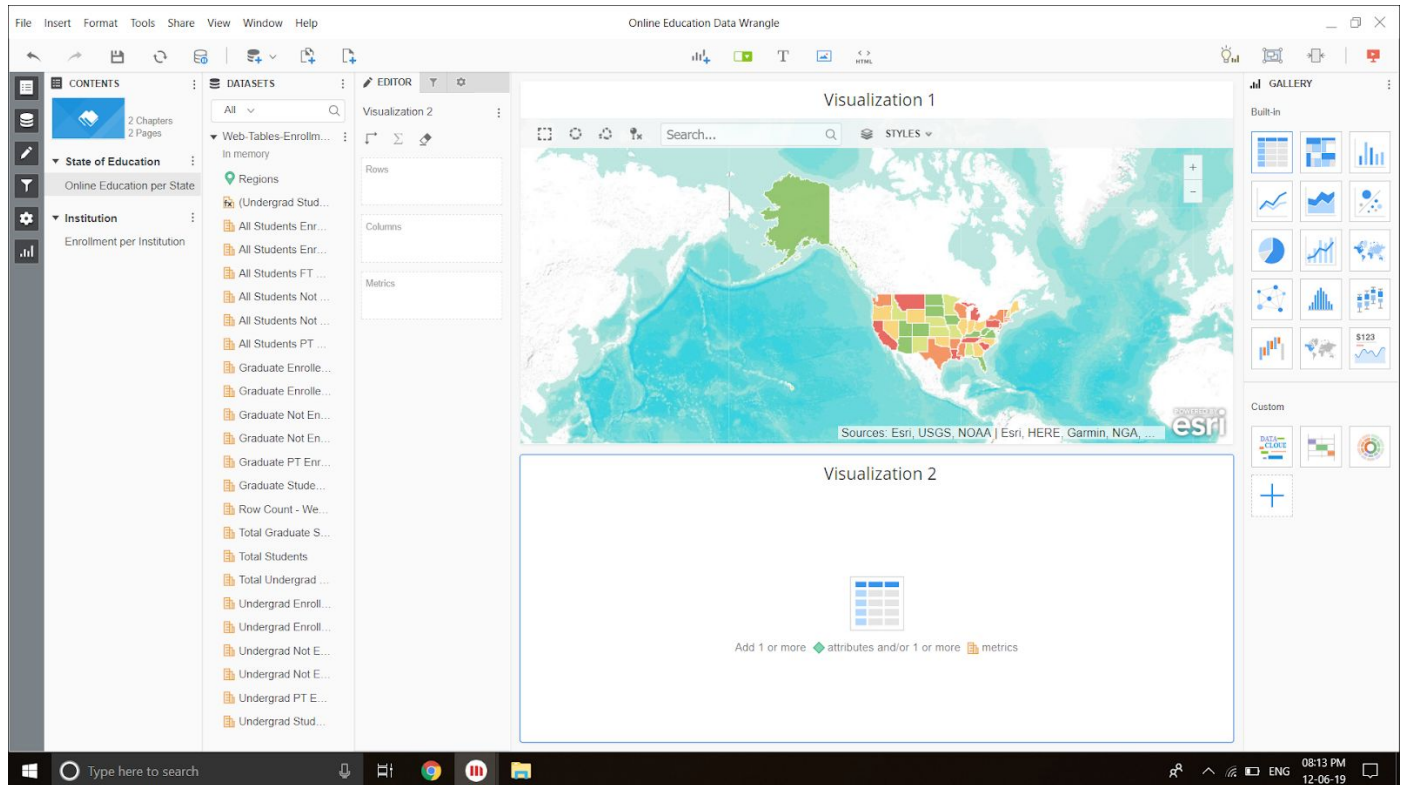 File Insert Format Tools Share View Window Help
Online Education Data Wrangle
HTML
CONTENTS
2 Chapters
2 Pages
State of Education
Online Education per State
Institution
Enrollment per Institution
DATASETS
All
Web-Tables-Enrollm...
In memory
Regions
fx (Undergrad Stud...
All Students Enr...
All Students Enr...
All Students FT ...
All Students Not ...
All Students Not ...
All Students PT ...
Graduate Enrolle...
Graduate Enrolle...
Graduate Not En...
Graduate Not En...
Graduate PT Enr...
Graduate Stude...
Row Count - We...
Total Graduate S...
Total Students
Total Undergrad ...
Undergrad Enroll...
Undergrad Enroll...
Undergrad Not E...
Undergrad Not E...
Undergrad PT E...
Undergrad Stud...
EDITOR
Visualization 2
Rows
Columns
Metrics
Visualization 1
Search...
STYLES
+
-
POWERED BY
esri
Sources: Esri, USGS, NOAA | Esri, HERE, Garmin, NGA, ...
Visualization 2
Add 1 or more attributes and/or 1 or more metrics
GALLERY
Built-in
$123
Custom
DATA
CLOUD
Type here to search
ENG
08:13 PM
12-06-19